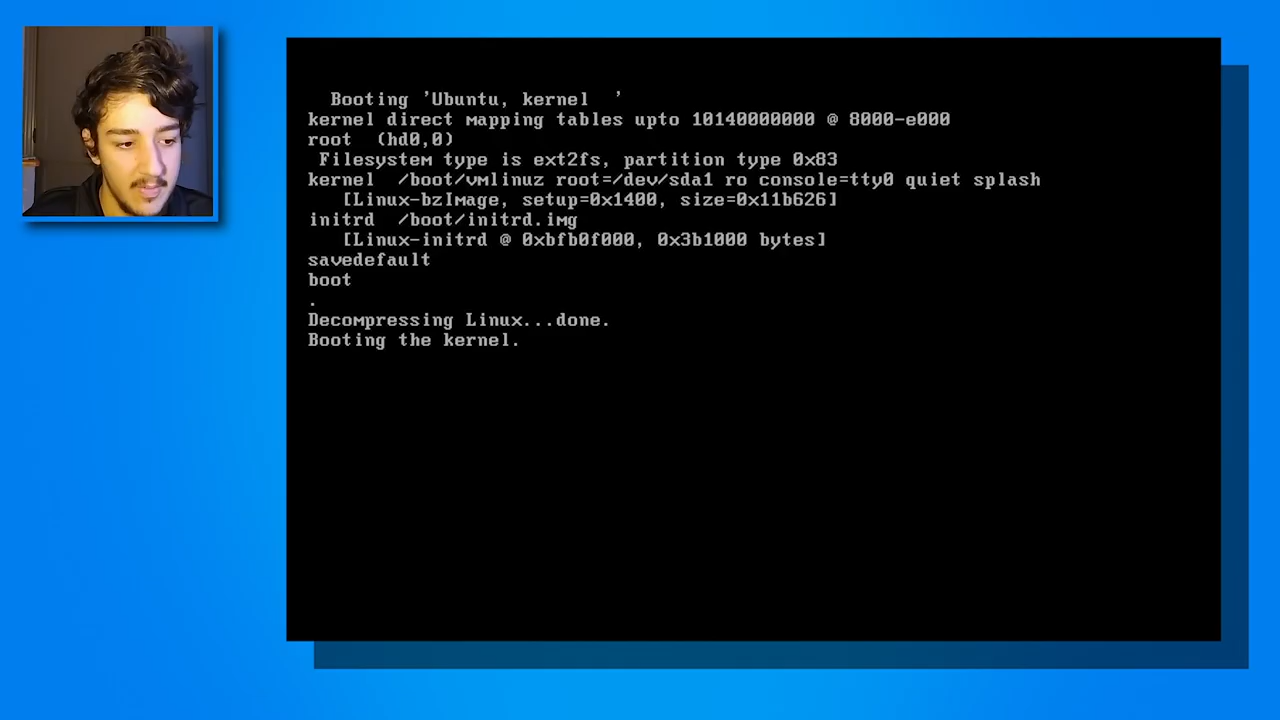 Booting 'Ubuntu, kernel  '
kernel direct mapping tables upto 10140000000 @ 8000-e000
root  (hd0,0)
Filesystem type is ext2fs, partition type 0x83
kernel  /boot/vmlinuz root=/dev/sda1 ro console=tty0 quiet splash
[Linux-bzImage, setup=0x1400, size=0x11b626]
initrd  /boot/initrd.img
[Linux-initrd @ 0xbfb0f000, 0x3b1000 bytes]
savedefault
boot
.
Decompressing Linux...done.
Booting the kernel.